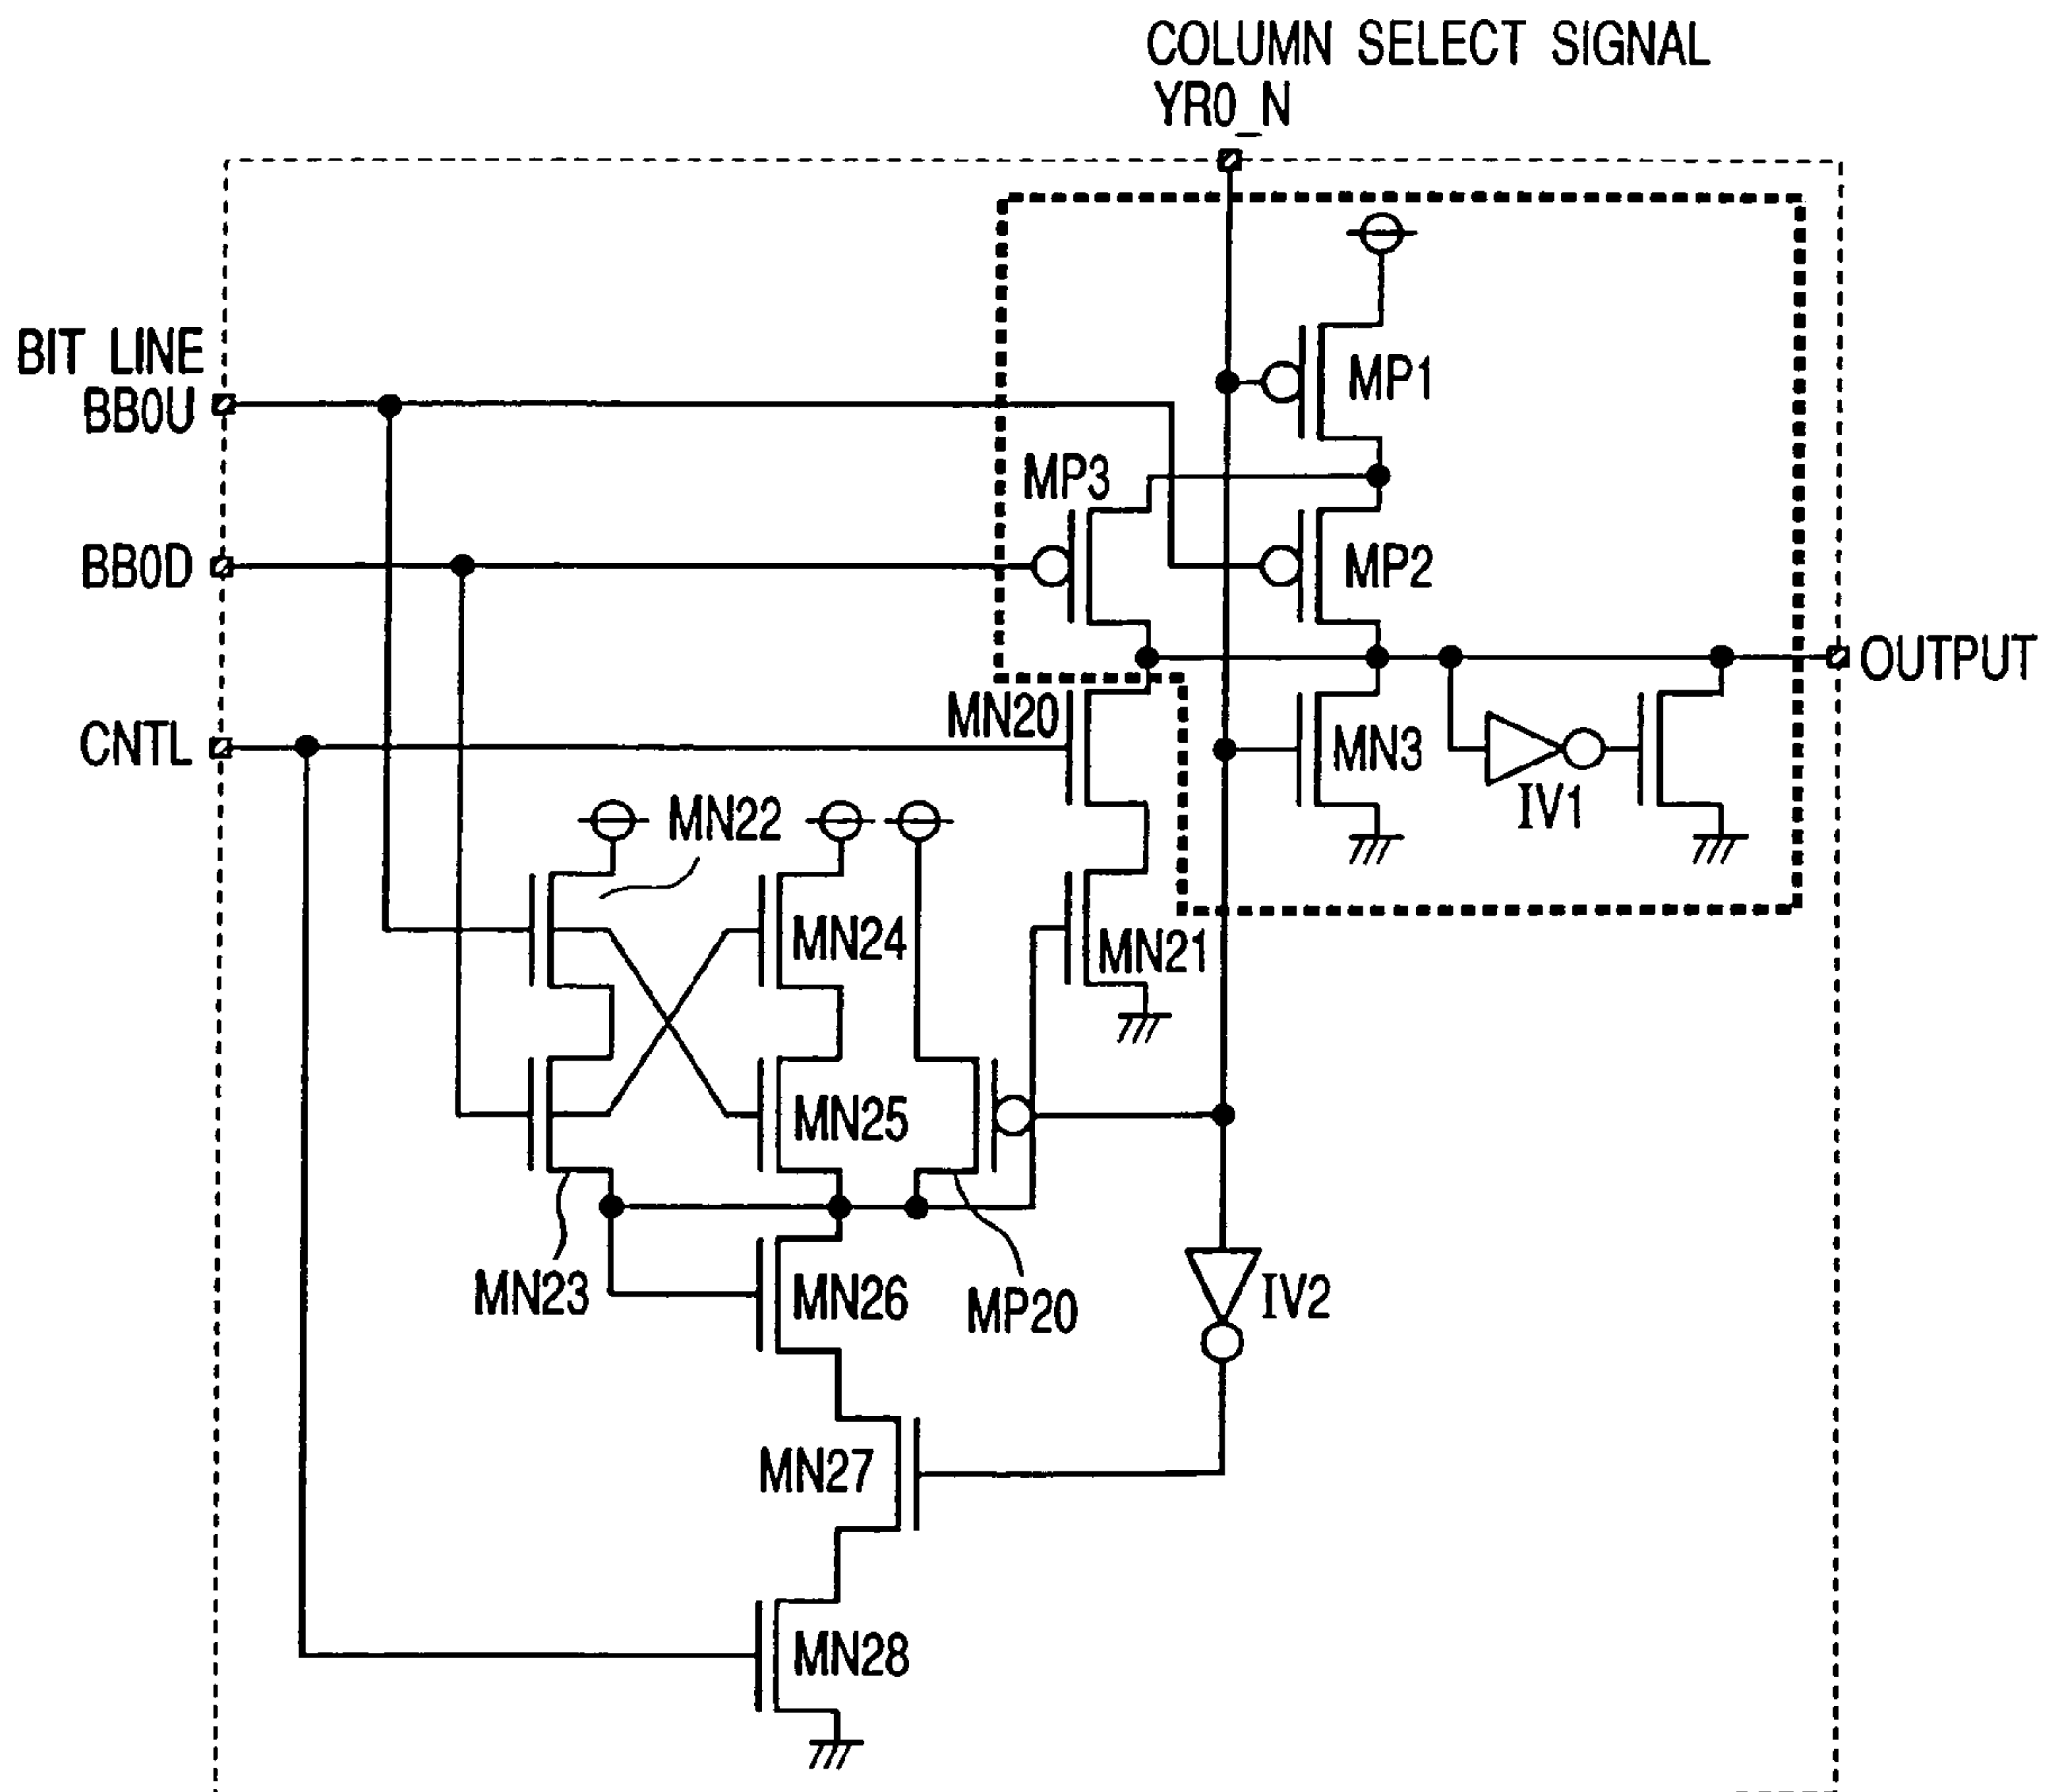 COLUMN SELECT SIGNAL
YR0_N
BIT LINE
BB0U
MP1
MP3
BB0D
MP2
OUTPUT
MN20
CNTL
MN3
IV1
MN22
MN24
MN21
MN25
MN23
MN26
MP20
IV2
MN27
MN28